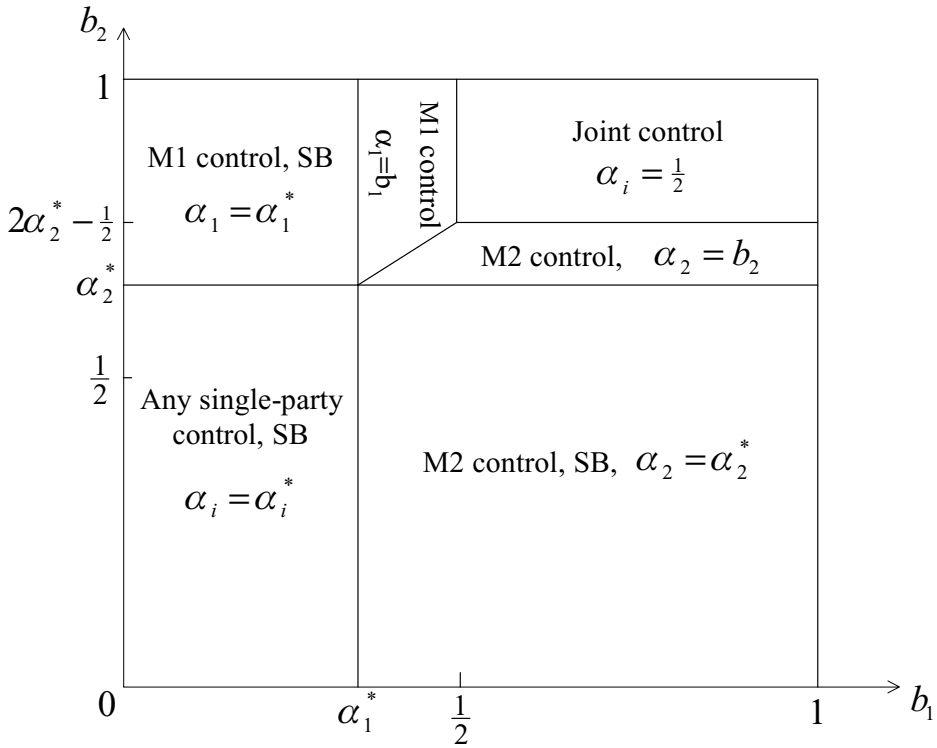 b₂
1
M1 control, SB
α₁ = α₁*
M1 control
α₁=b₁
Joint control
αᵢ = 1/2
2α₂* − 1/2
M2 control, α₂ = b₂
α₂*
1/2
Any single-party
control, SB
αᵢ = αᵢ*
M2 control, SB, α₂ = α₂*
0
α₁*
1/2
1
b₁